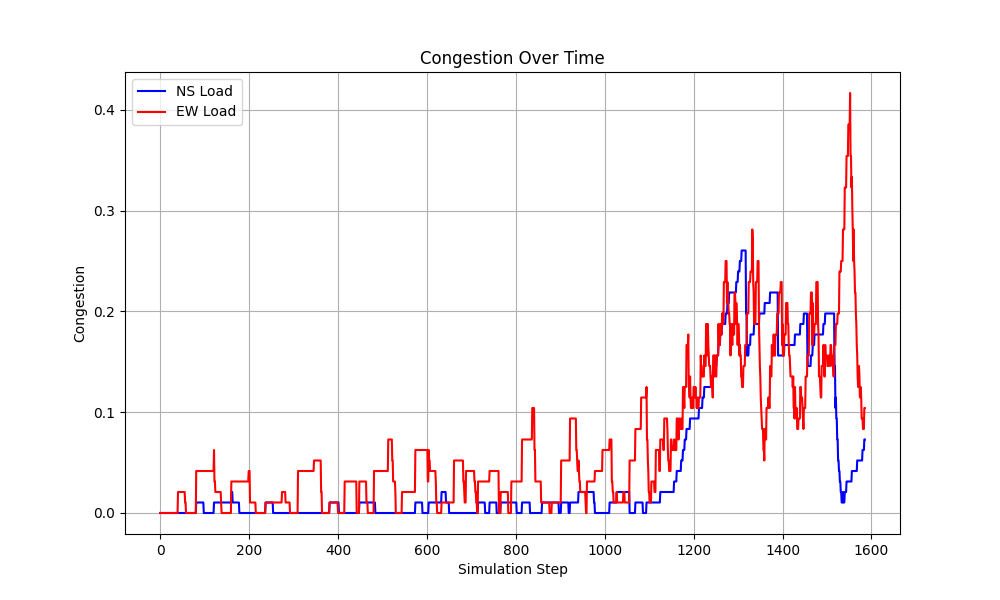 Congestion Over Time
NS Load
EW Load
Congestion
0.4
0.3
0.2
0.1
0.0
0 200 400 600 800 1000 1200 1400 1600
Simulation Step